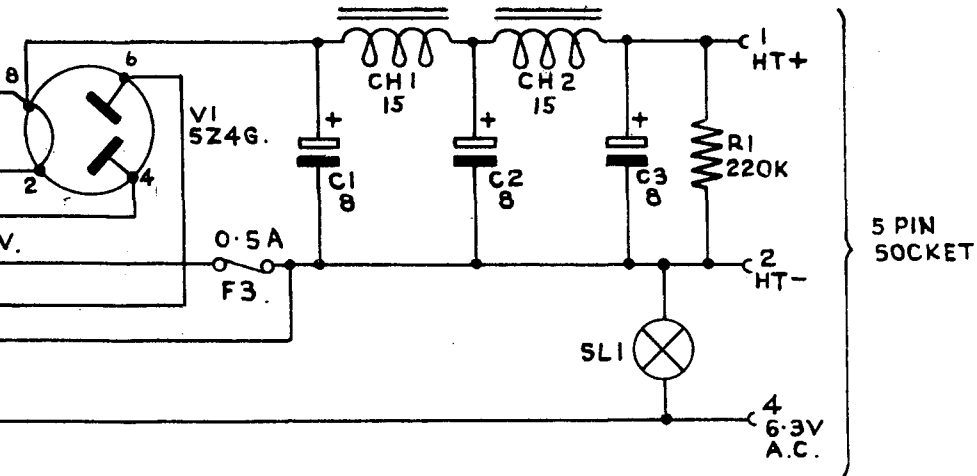 1
HT+
CH1
15
CH2
15
8
6
V1
5Z4G.
+
C1
8
+
C2
8
+
C3
8
R1
220K
2
4
V.
0·5A
F3.
2
HT-
5 PIN
SOCKET
SL1
4
6·3V
A.C.